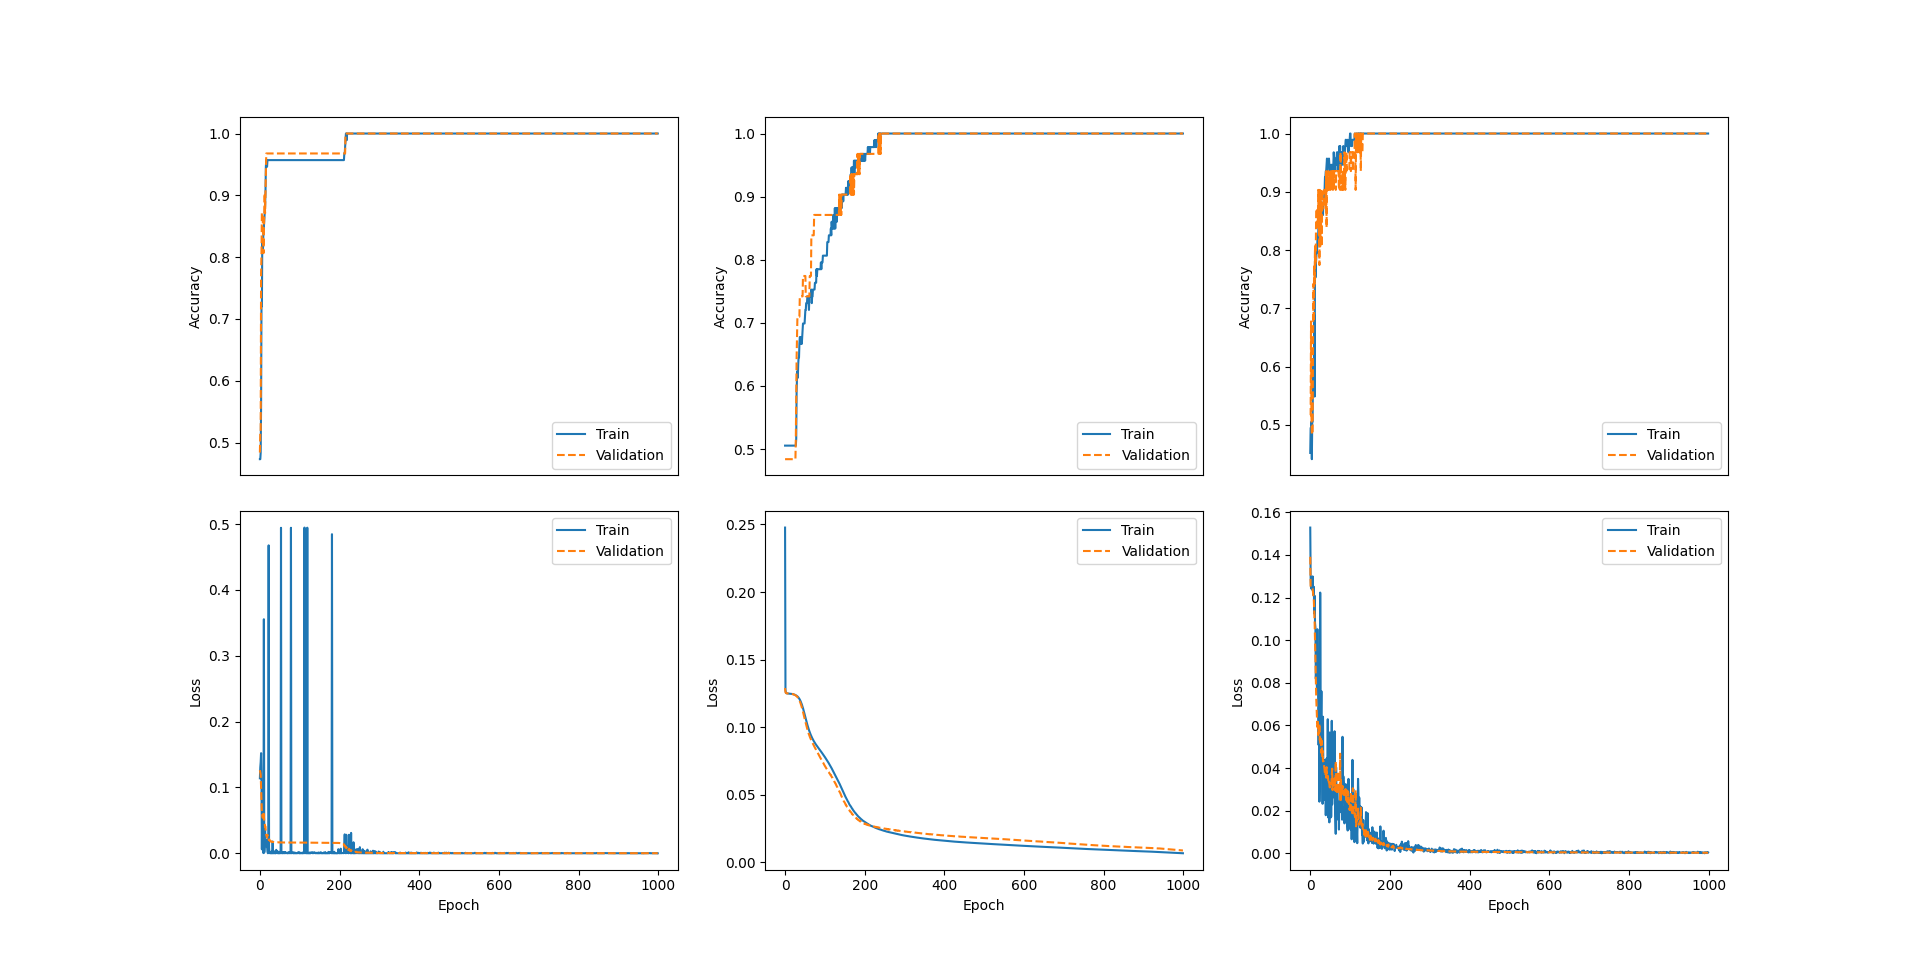 1.0
0.9
0.8
0.7
0.6
0.5
Accuracy
Train
Validation
1.0
0.9
0.8
0.7
0.6
0.5
Accuracy
Train
Validation
1.0
0.9
0.8
0.7
0.6
0.5
Accuracy
Train
Validation
0.5
0.4
0.3
0.2
0.1
0.0
Loss
Train
Validation
0 200 400 600 800 1000
Epoch
0.25
0.20
0.15
0.10
0.05
0.00
Loss
Train
Validation
0 200 400 600 800 1000
Epoch
0.16
0.14
0.12
0.10
0.08
0.06
0.04
0.02
0.00
Loss
Train
Validation
0 200 400 600 800 1000
Epoch